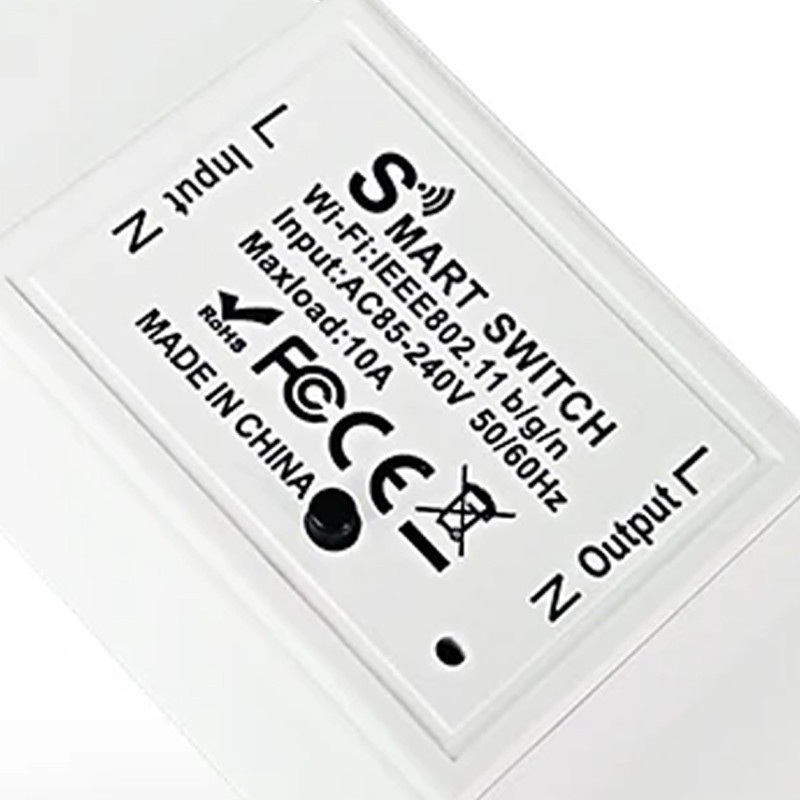 L
Input
N
SMART SWITCH
Wi-Fi:IEEE802.11 b/g/n
Input:AC85-240V 50/60Hz
Maxload:10A
RoHS
FC CE
MADE IN CHINA
L
Output
N